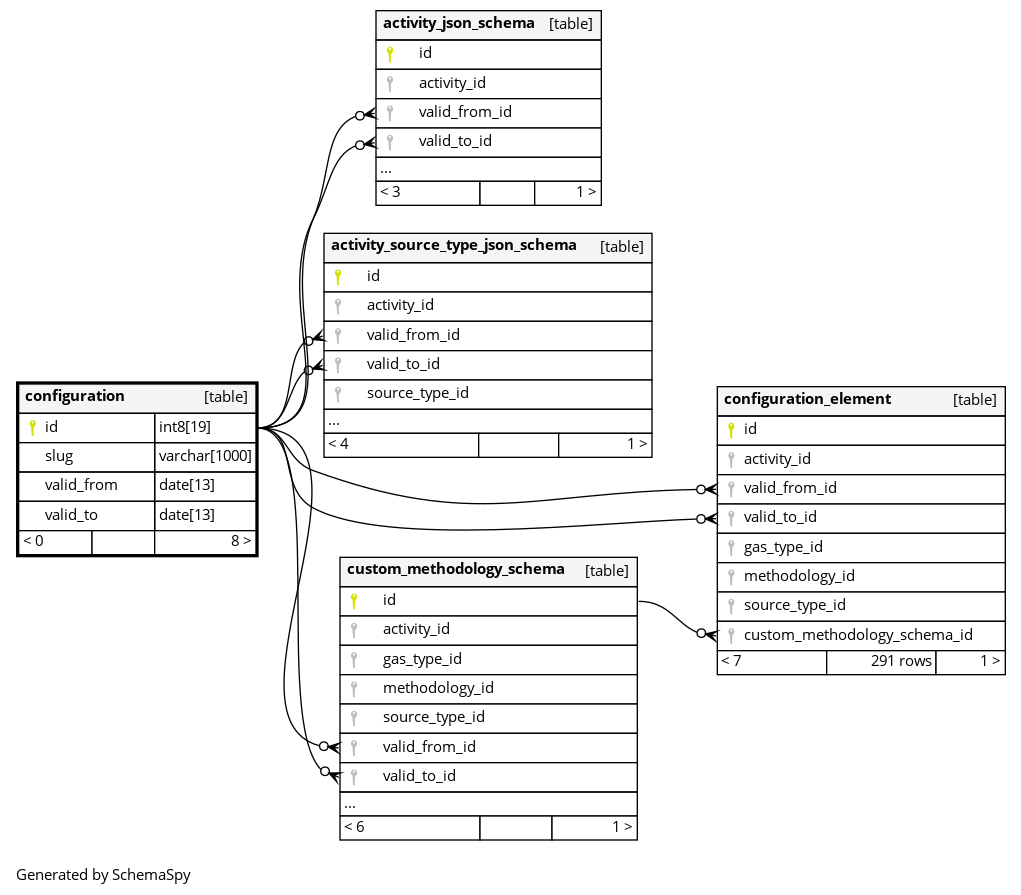 activity_json_schema [table]
id
activity_id
valid_from_id
valid_to_id
...
< 3 1 >
activity_source_type_json_schema [table]
id
activity_id
valid_from_id
valid_to_id
source_type_id
...
< 4 1 >
configuration [table]
id int8[19]
slug varchar[1000]
valid_from date[13]
valid_to date[13]
< 0 8 >
configuration_element [table]
id
activity_id
valid_from_id
valid_to_id
gas_type_id
methodology_id
source_type_id
custom_methodology_schema_id
< 7 291 rows 1 >
custom_methodology_schema [table]
id
activity_id
gas_type_id
methodology_id
source_type_id
valid_from_id
valid_to_id
...
< 6 1 >
Generated by SchemaSpy